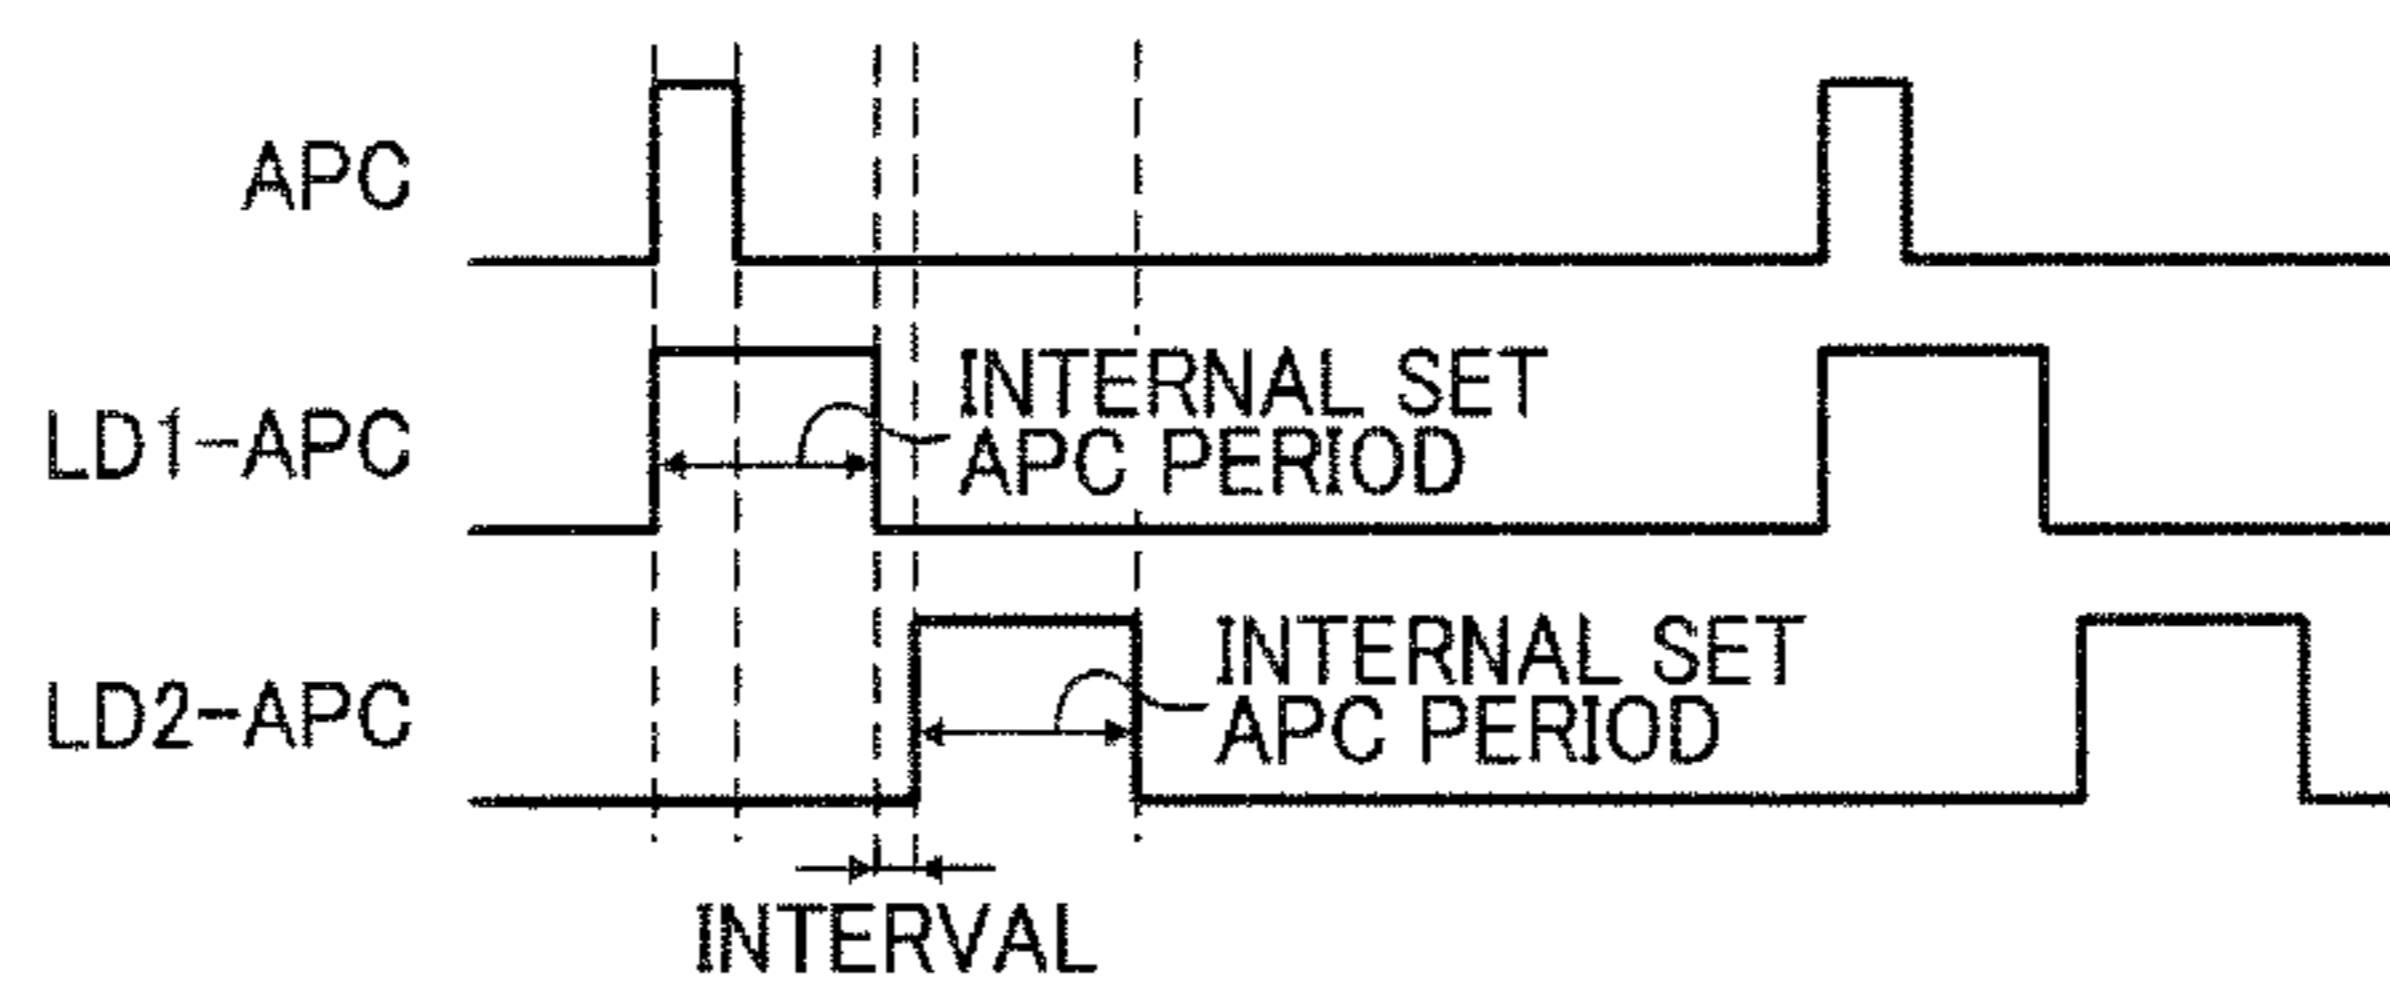 APC
LD1-APC
INTERNAL SET
APC PERIOD
LD2-APC
INTERNAL SET
APC PERIOD
INTERVAL